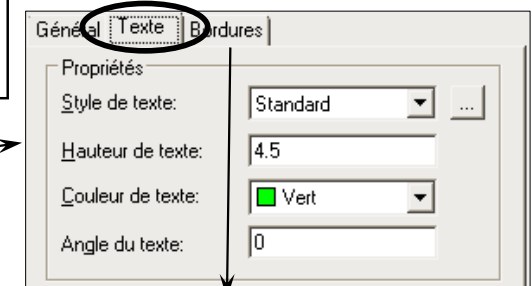 Général Texte Bordures
Propriétés
Style de texte: Standard ...
Hauteur de texte: 4.5
Couleur de texte: Vert
Angle du texte: 0